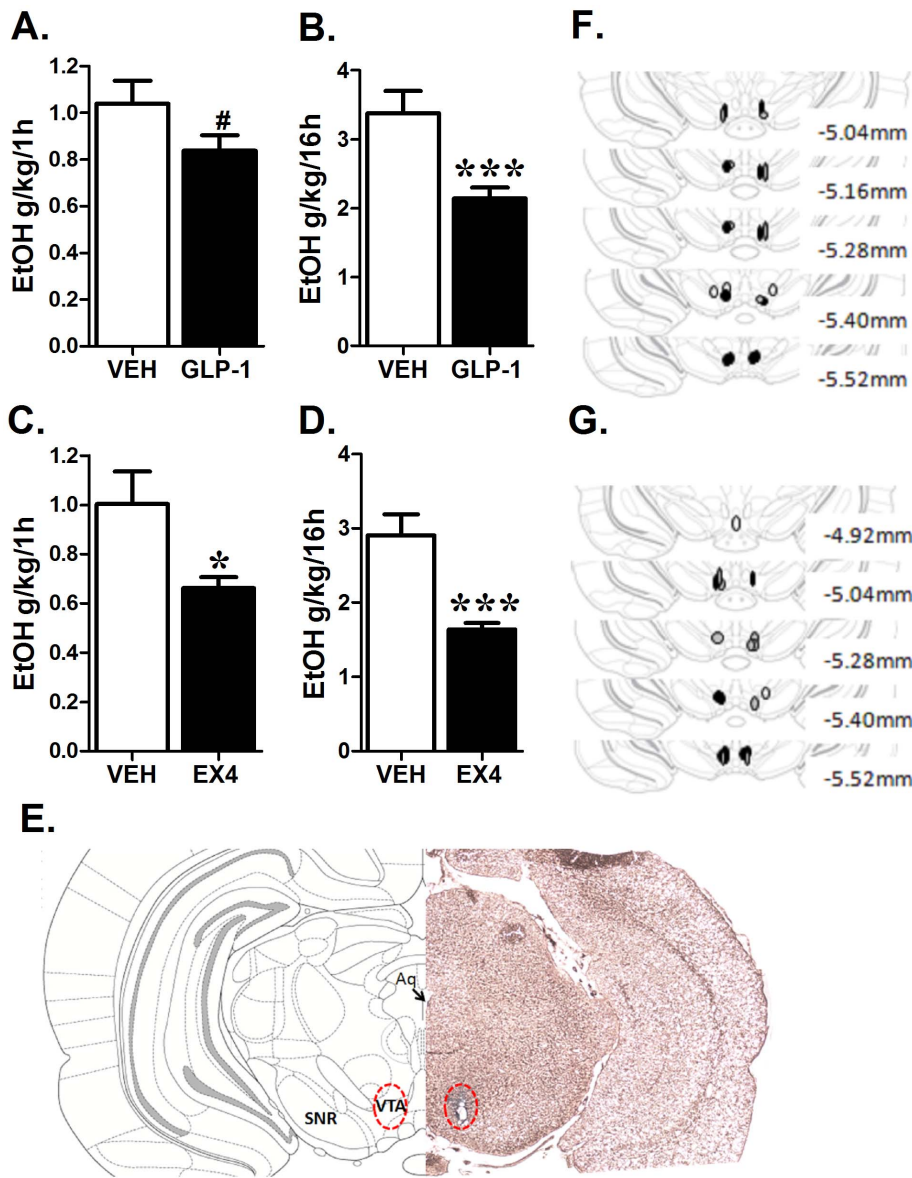 A.
EtOH g/kg/1h
1.2
1.0
0.8
0.6
0.4
0.2
0.0
#
VEH GLP-1
B.
EtOH g/kg/16h
4
3
2
1
0
***
VEH GLP-1
C.
EtOH g/kg/1h
1.2
1.0
0.8
0.6
0.4
0.2
0.0
*
VEH EX4
D.
EtOH g/kg/16h
4
3
2
1
0
***
VEH EX4
E.
Aq
SNR
VTA
F.
-5.04mm
-5.16mm
-5.28mm
-5.40mm
-5.52mm
G.
-4.92mm
-5.04mm
-5.28mm
-5.40mm
-5.52mm